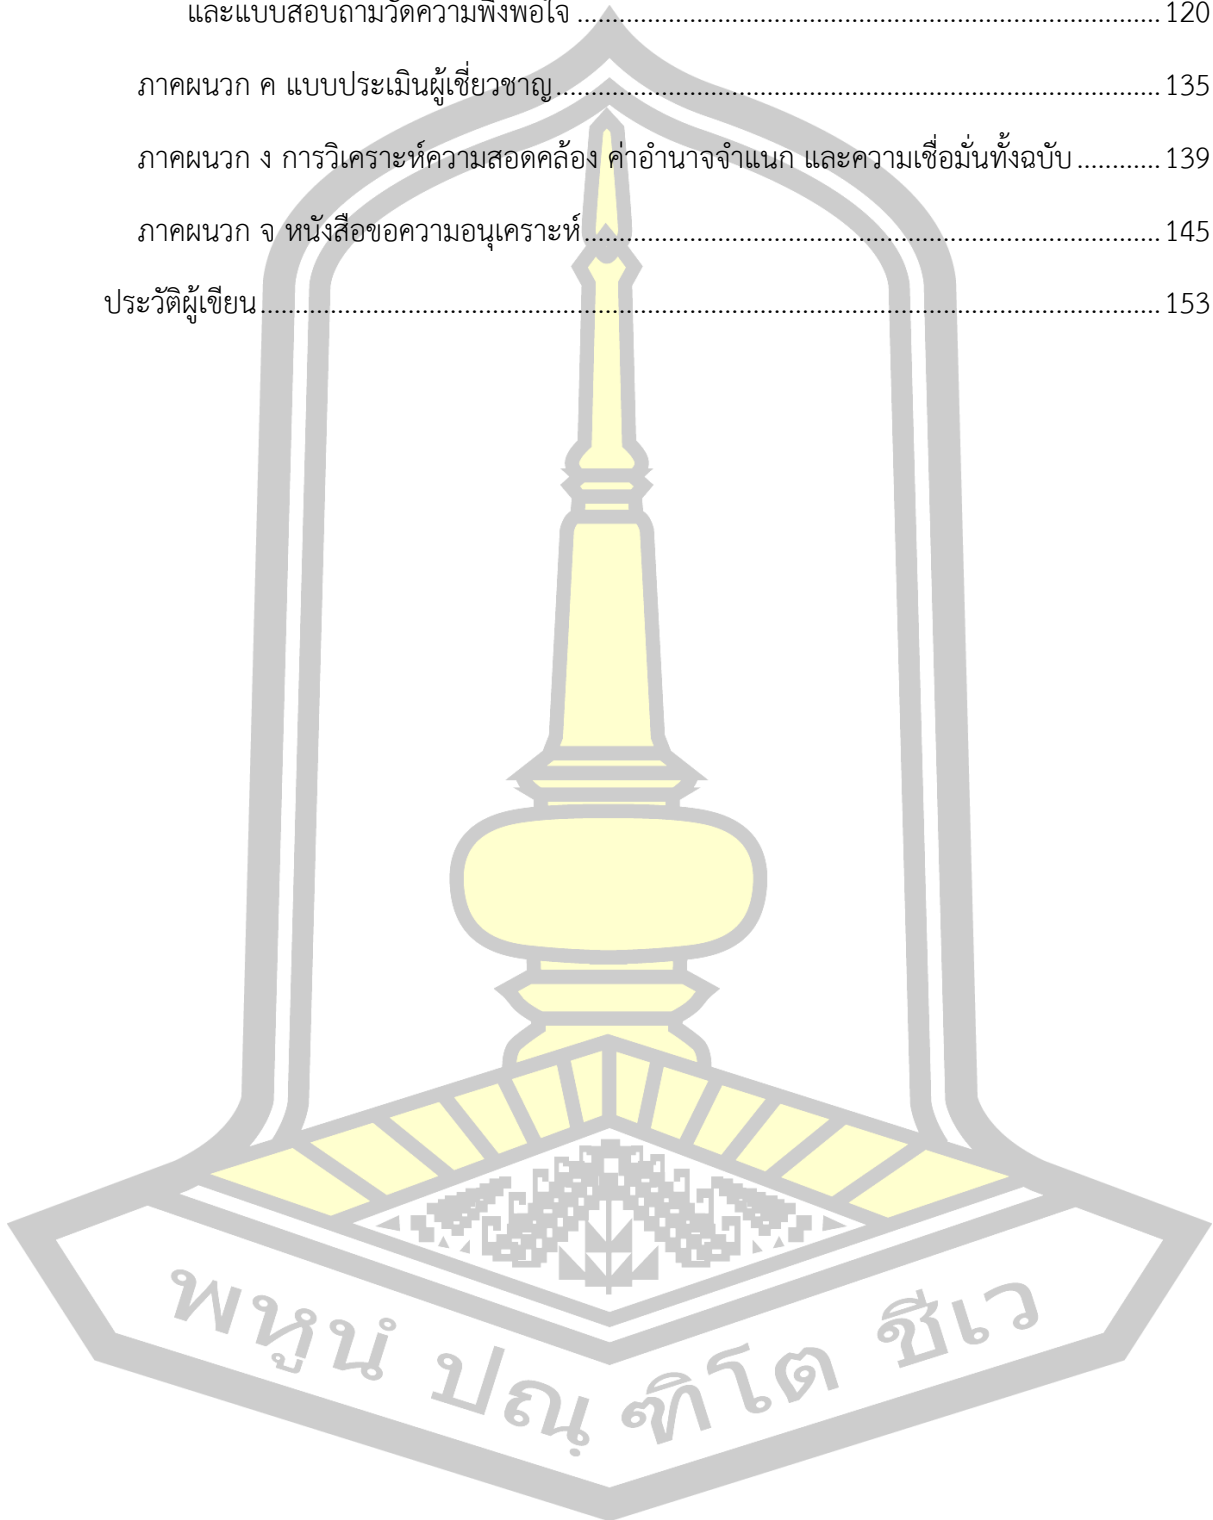 และแบบสอบถามวัดความพึงพอใจ ........................................................................... 120
ภาคผนวก ค แบบประเมินผู้เชี่ยวชาญ .............................................................................. 135
ภาคผนวก ง การวิเคราะห์ความสอดคล้อง ค่าอำนาจจำแนก และความเชื่อมั่นทั้งฉบับ ............ 139
ภาคผนวก จ หนังสือขอความอนุเคราะห์ .......................................................................... 145
ประวัติผู้เขียน .................................................................................................................... 153
พหูนํ ปณฺฑิโต ชีเว